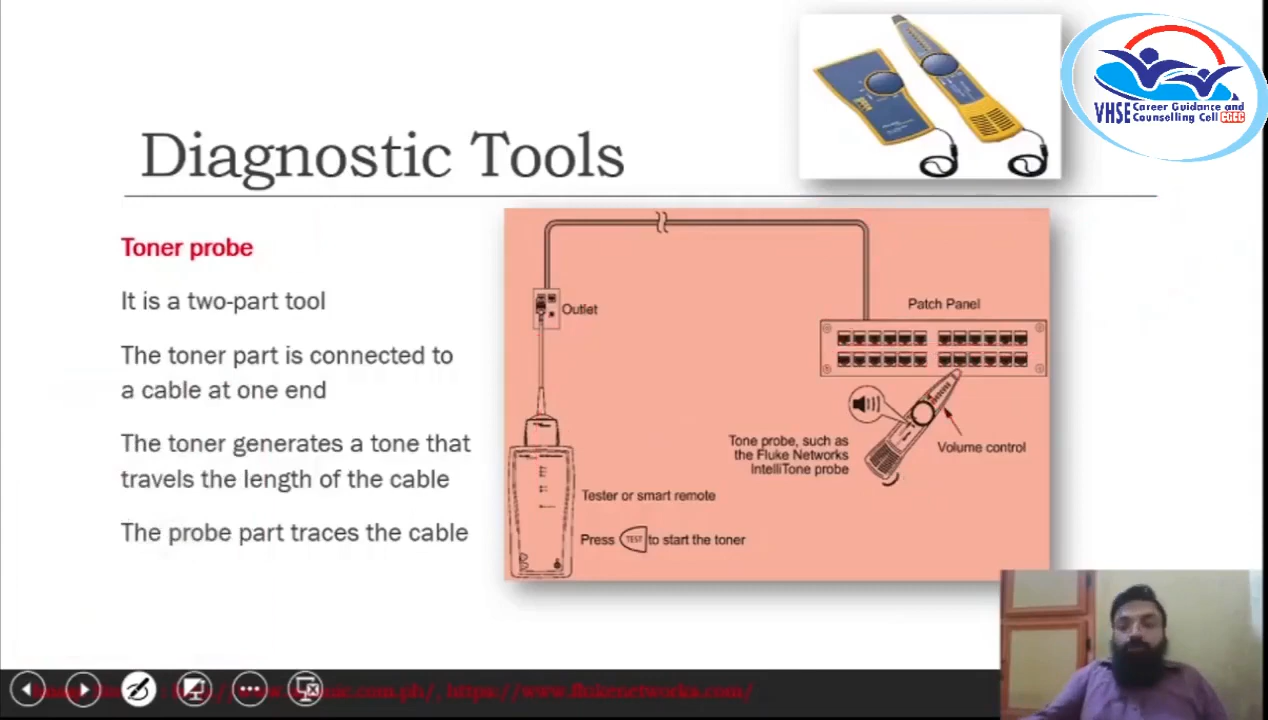 VHSE Career Guidance and
Counselling Cell CGCC
Diagnostic Tools
Toner probe
It is a two-part tool
The toner part is connected to
a cable at one end
The toner generates a tone that
travels the length of the cable
The probe part traces the cable
Outlet
Patch Panel
Tone probe, such as
the Fluke Networks
IntelliTone probe
Volume control
Tester or smart remote
Press TEST to start the toner
https://www.flukenetworks.com/